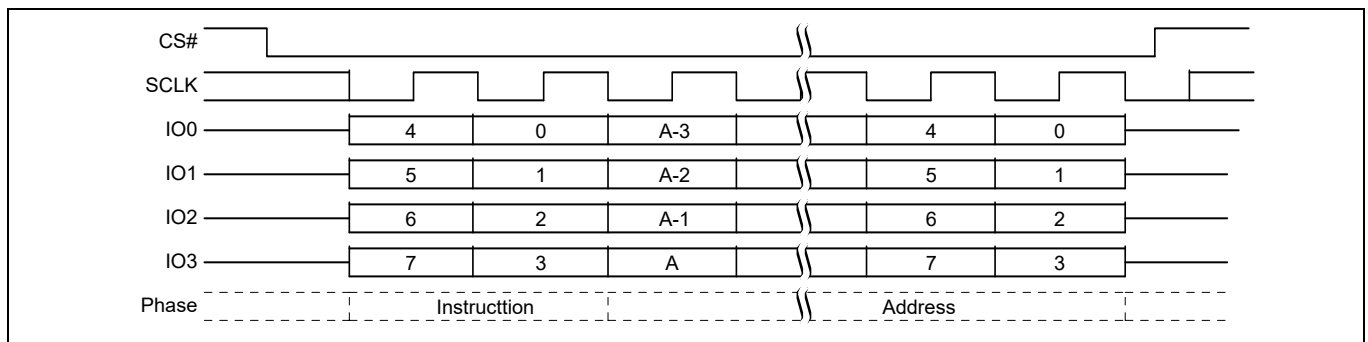 CS#
SCLK
IO0 4 0 A-3 4 0
IO1 5 1 A-2 5 1
IO2 6 2 A-1 6 2
IO3 7 3 A 7 3
Phase Instructtion Address